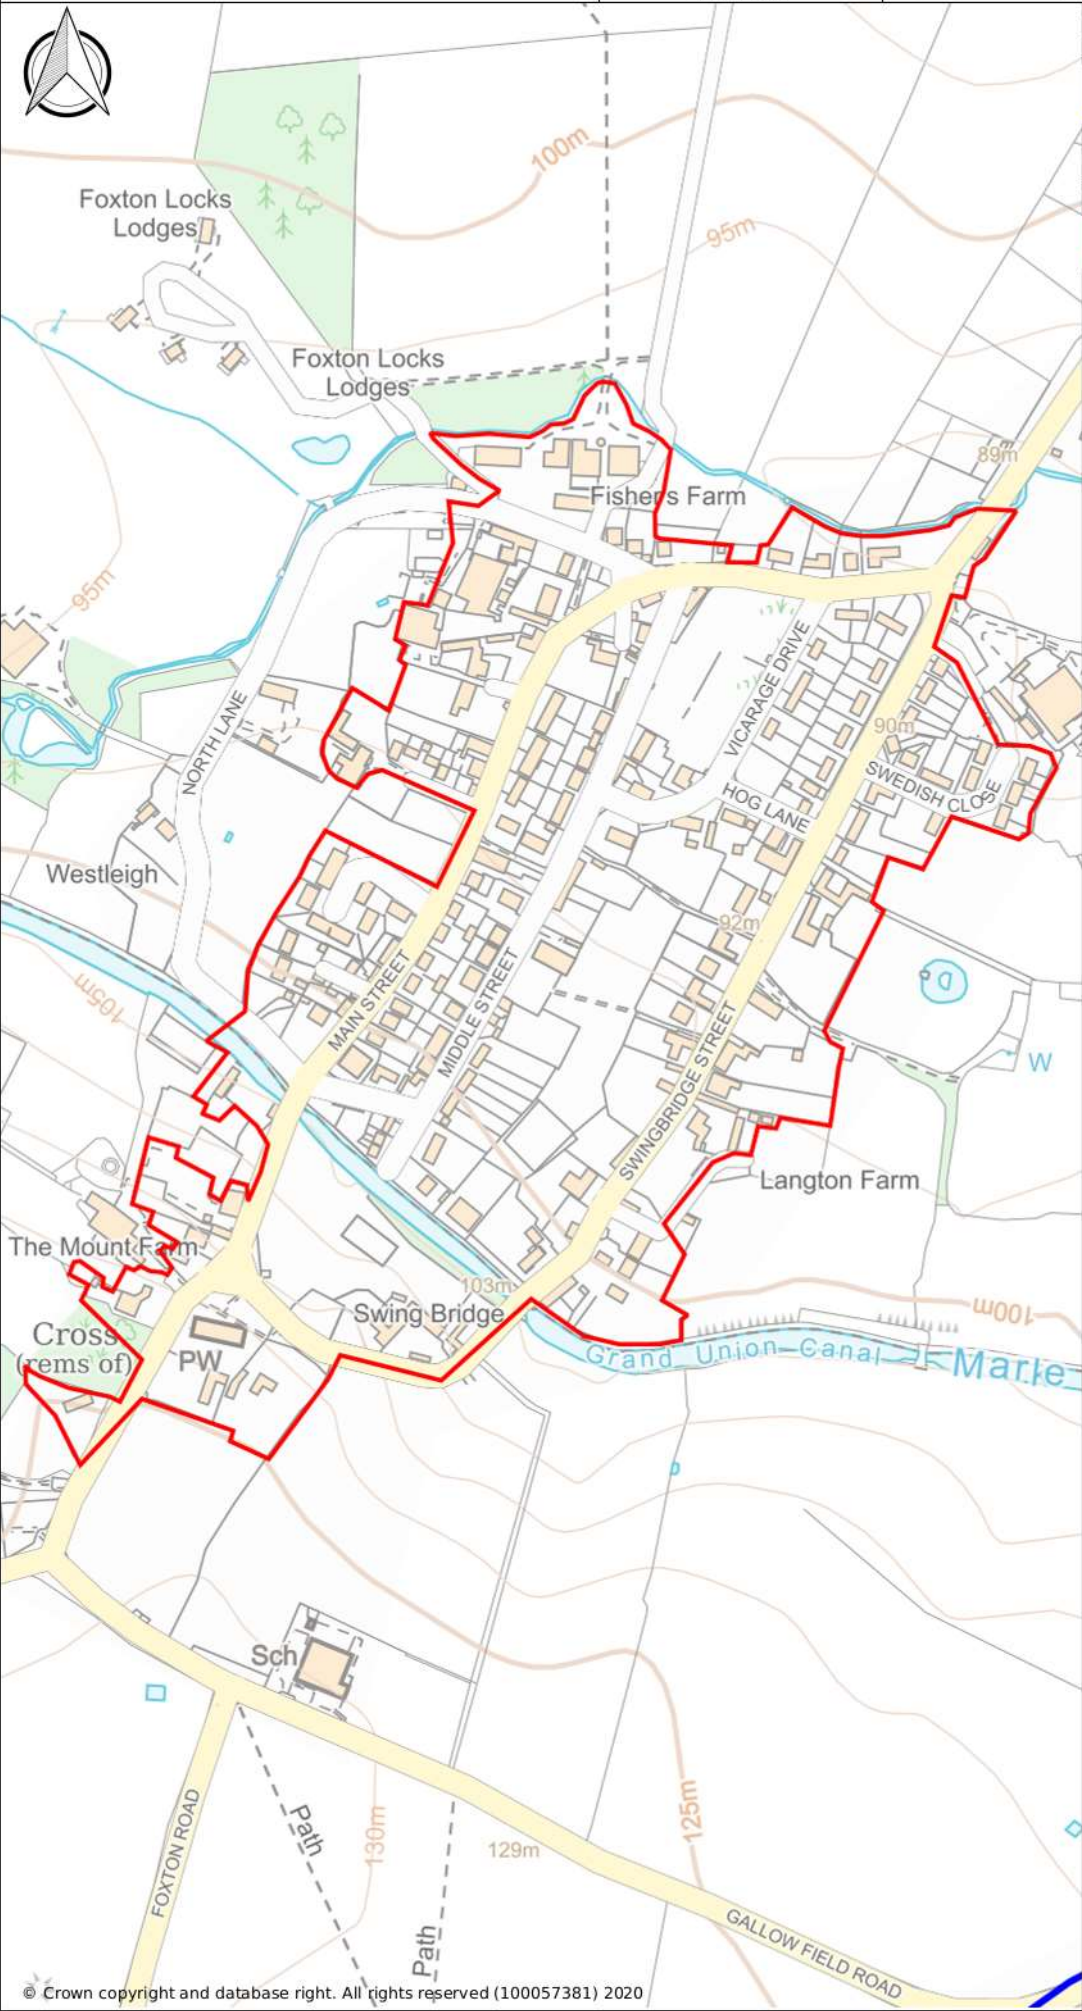 100m
Foxton Locks
Lodges
95m
Foxton Locks
Lodges
89m
Fishers Farm
95m
VICARAGE DRIVE
NORTH LANE
90m
SWEDISH CLOSE
HOG LANE
Westleigh
92m
MAIN STREET
MIDDLE STREET
105m
D
W
SWINGBRIDGE STREET
Langton Farm
The Mount Farm
103m
Swing Bridge
100m
Cross
(rems of)
PW
Grand Union Canal
Marke
Sch
FOXTON ROAD
Path
130m
129m
125m
Path
GALLOW FIELD ROAD
© Crown copyright and database right. All rights reserved (100057381) 2020